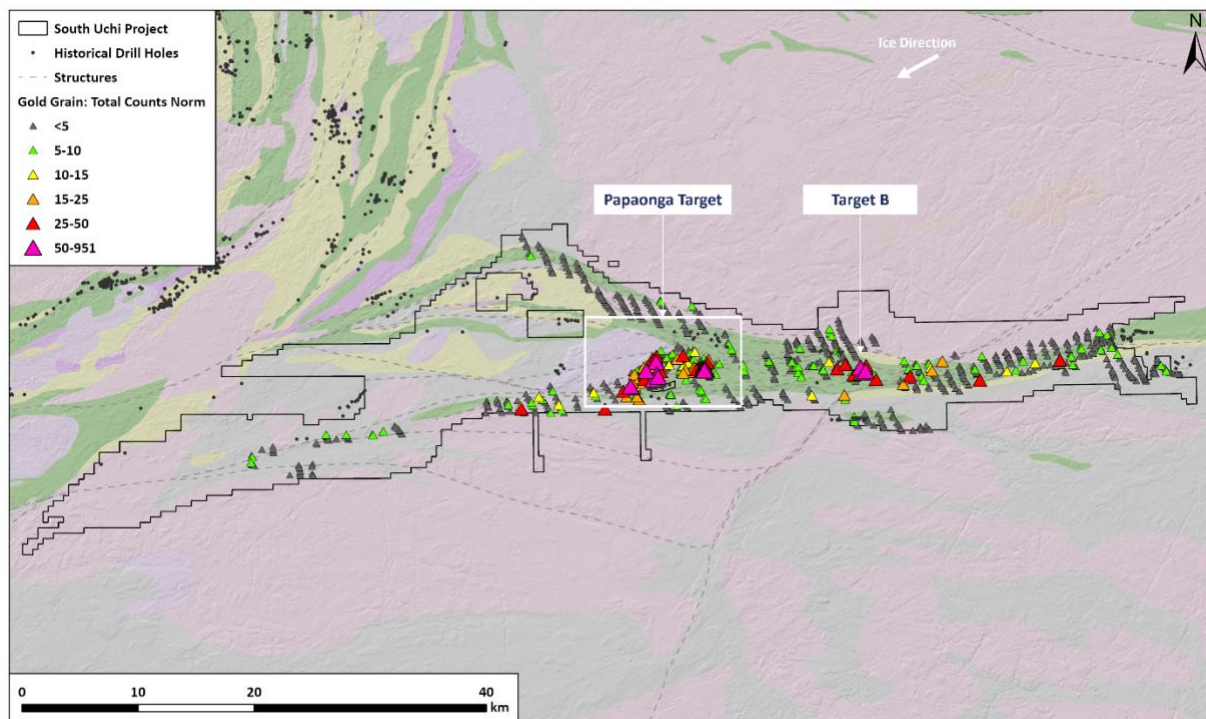 South Uchi Project
Historical Drill Holes
Structures
Gold Grain: Total Counts Norm
<5
5-10
10-15
15-25
25-50
50-951
Ice Direction
N
Papaonga Target
Target B
0 10 20 40
km